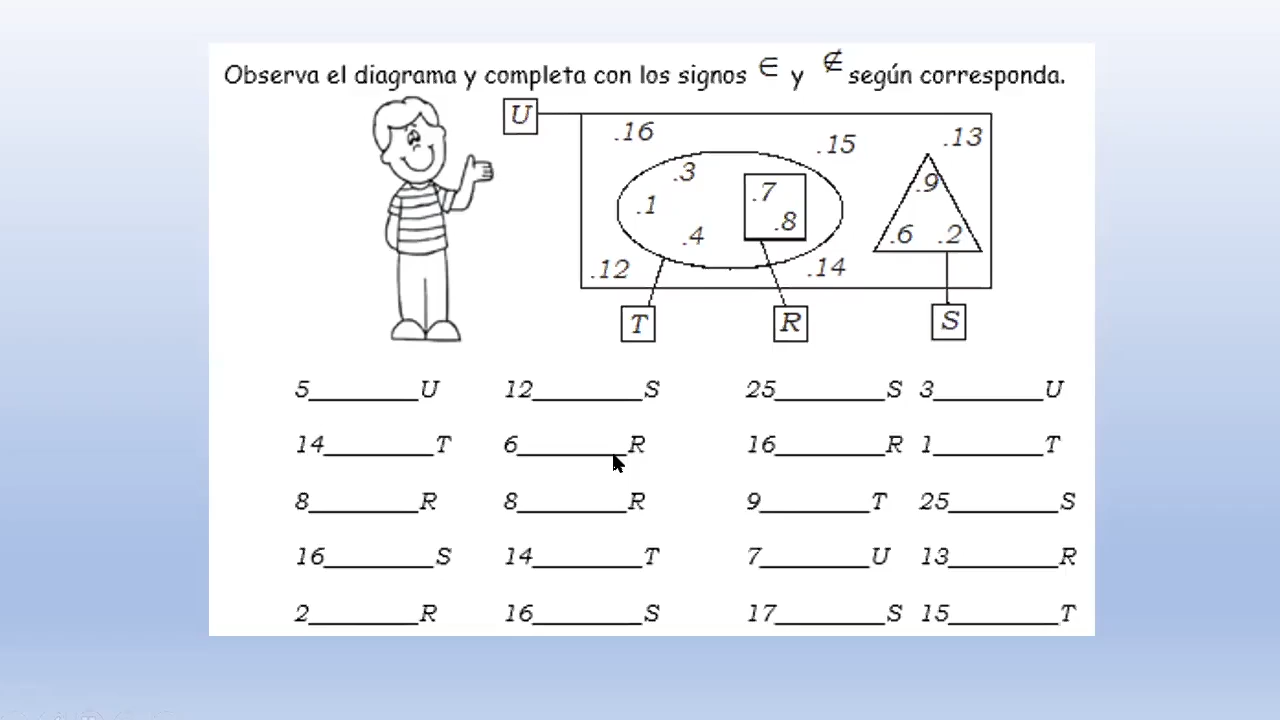 Observa el diagrama y completa con los signos ∈ y ∉ según corresponda.
U
.16 .15 .13
.3 .7 .9
.1 .8
.4 .6 .2
.12 .14
T R S
5________U 12________S 25________S 3________U
14________T 6________R 16________R 1________T
8________R 8________R 9________T 25________S
16________S 14________T 7________U 13________R
2________R 16________S 17________S 15________T